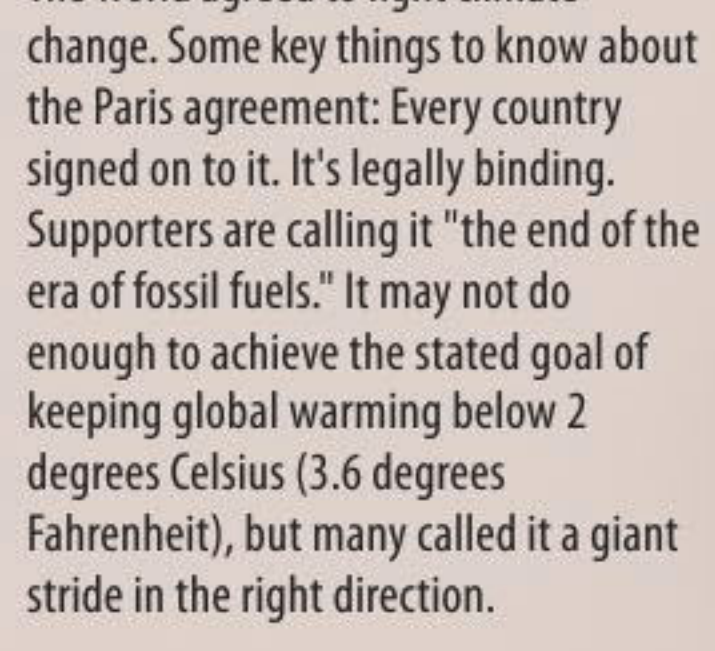 change. Some key things to know about
the Paris agreement: Every country
signed on to it. It's legally binding.
Supporters are calling it "the end of the
era of fossil fuels." It may not do
enough to achieve the stated goal of
keeping global warming below 2
degrees Celsius (3.6 degrees
Fahrenheit), but many called it a giant
stride in the right direction.